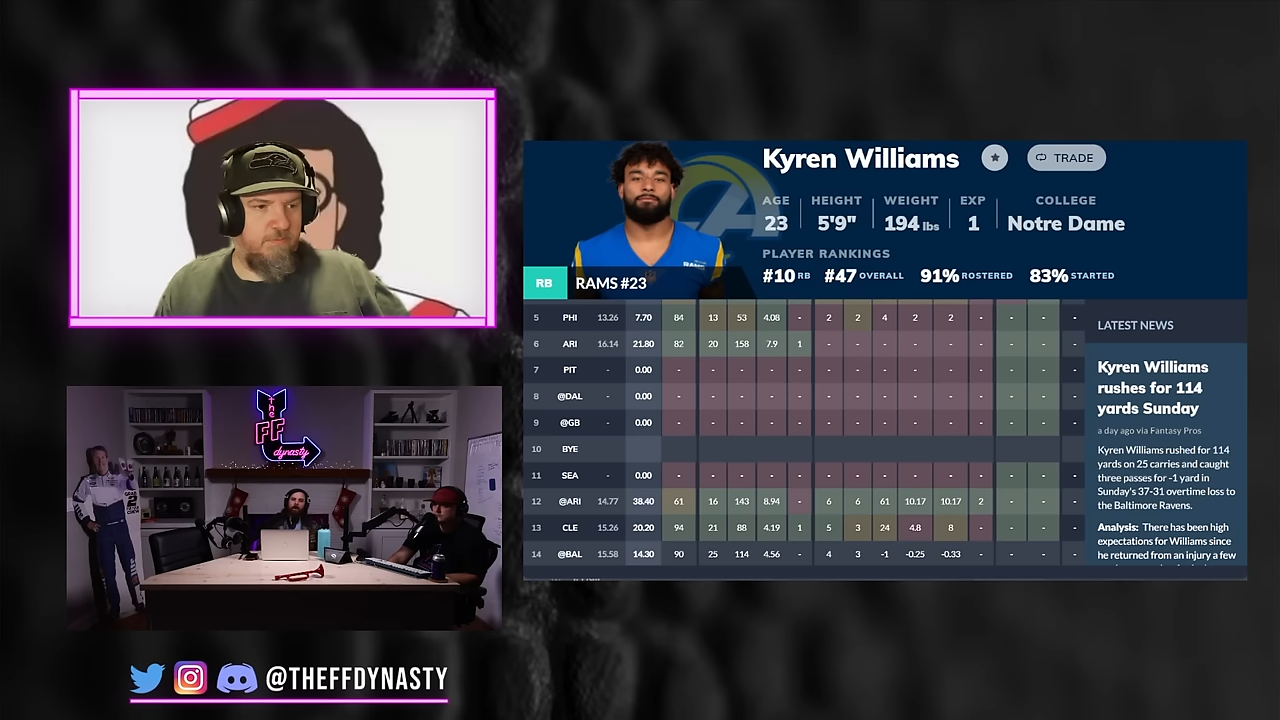 Kyren Williams
TRADE
AGE HEIGHT WEIGHT EXP COLLEGE
23 5'9" 194 lbs 1 Notre Dame
PLAYER RANKINGS
#10 RB #47 OVERALL 91% ROSTERED 83% STARTED
RB RAMS #23
5 PHI 13.26 7.70 84 13 53 4.08 - 2 2 4 2 2 - - - -
6 ARI 16.14 21.80 82 20 158 7.9 1 - - - - - - - - -
7 PIT - 0.00 - - - - - - - - - - - - - -
8 @DAL - 0.00 - - - - - - - - - - - - - -
9 @GB - 0.00 - - - - - - - - - - - - - -
10 BYE
11 SEA 0.00 - - - - - - - - - - - - - -
12 @ARI 14.77 38.40 61 16 143 8.94 - 6 6 61 10.17 10.17 2 - - -
13 CLE 15.26 20.20 94 21 88 4.19 1 5 3 24 4.8 8 - - - -
14 @BAL 15.58 14.30 90 25 114 4.56 - 4 3 -1 -0.25 -0.33 - - - -
LATEST NEWS
Kyren Williams
rushes for 114
yards Sunday
a day ago via Fantasy Pros
Kyren Williams rushed for 114
yards on 25 carries and caught
three passes for -1 yard in
Sunday's 37-31 overtime loss to
the Baltimore Ravens.
Analysis: There has been high
expectations for Williams since
he returned from an injury a few
the
FF
dynasty
@THEFFDYNASTY